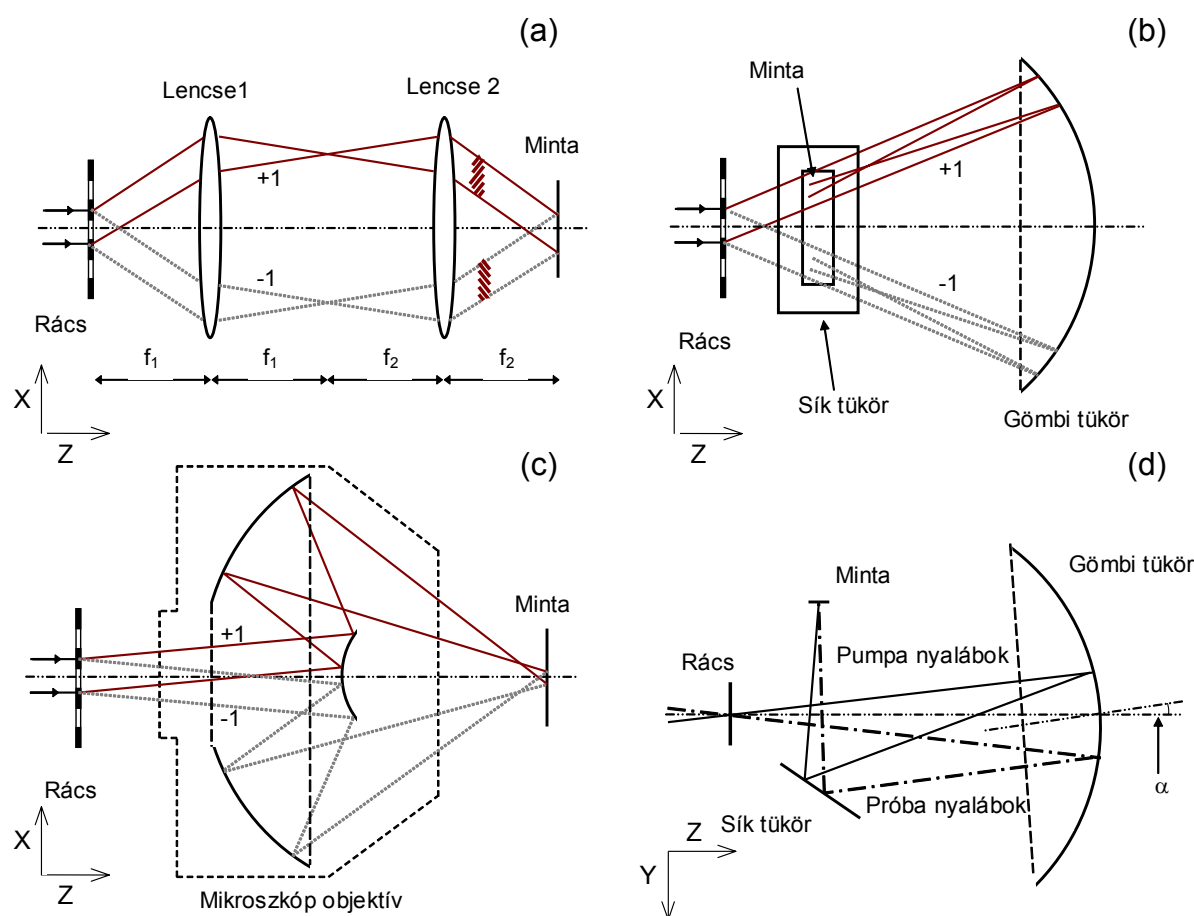 (a)
Lencse1
Lencse 2
Minta
+1
-1
Rács
f1
f1
f2
f2
X
Z
(b)
Minta
+1
-1
Rács
Sík tükör
Gömbi tükör
X
Z
(c)
Minta
+1
-1
Rács
X
Z
Mikroszkóp objektív
(d)
Gömbi tükör
Minta
Rács
Pumpa nyalábok
α
Próba nyalábok
Sík tükör
Z
Y